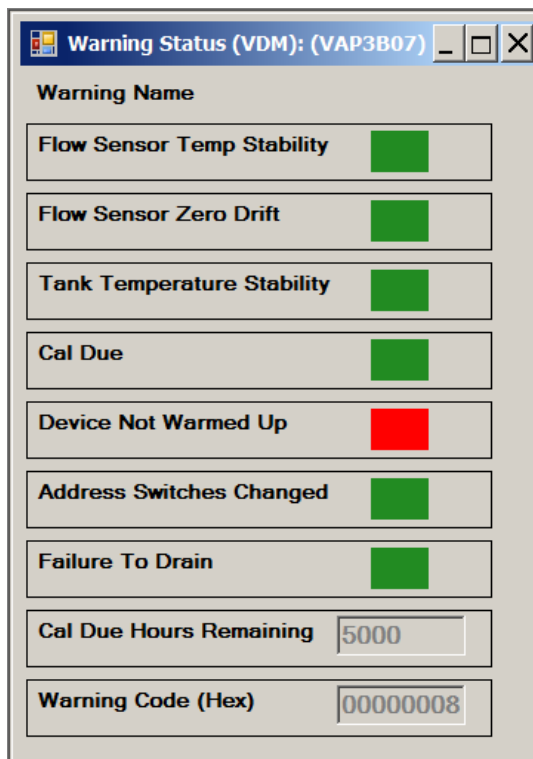 Warning Status (VDM): (VAP3B07)
Warning Name
Flow Sensor Temp Stability
Flow Sensor Zero Drift
Tank Temperature Stability
Cal Due
Device Not Warmed Up
Address Switches Changed
Failure To Drain
Cal Due Hours Remaining 5000
Warning Code (Hex) 00000008